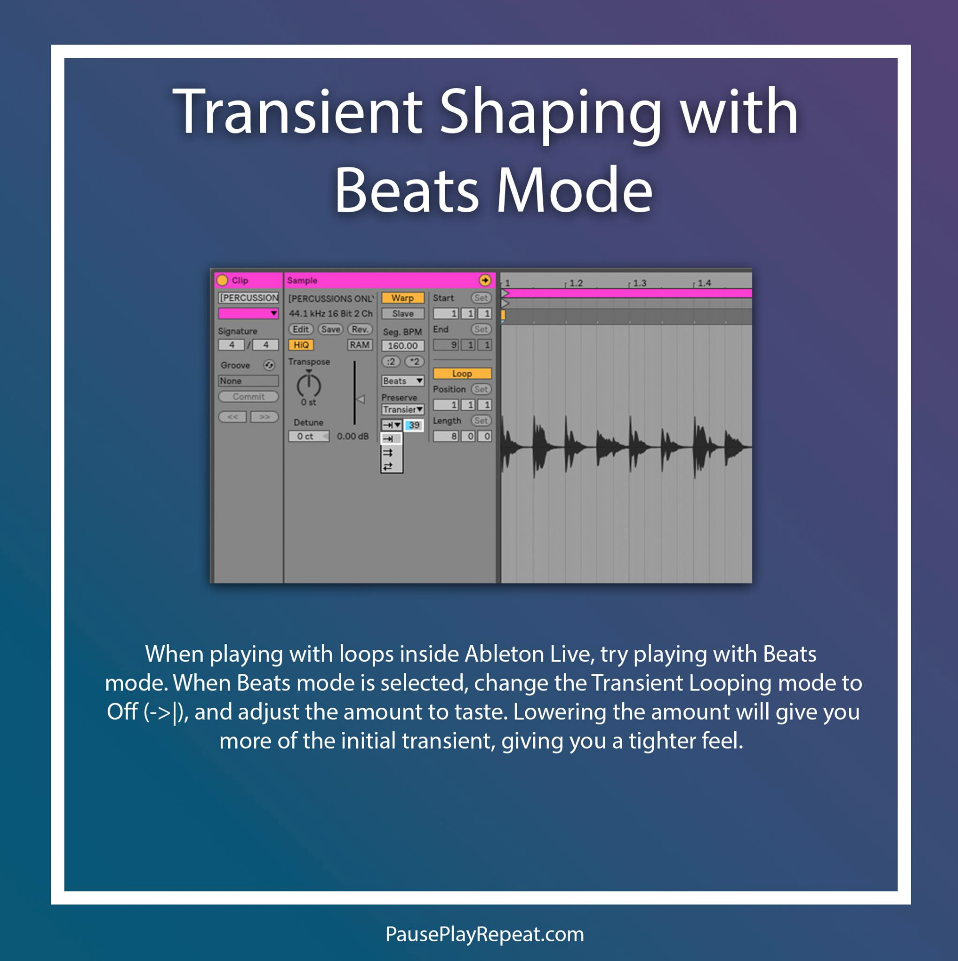 Transient Shaping with
Beats Mode
Clip
Sample
[PERCUSSION
[PERCUSSIONS ONL
44.1 kHz 16 Bit 2 Ch
Signature
4 / 4
Groove
None
Commit
<< >>
Edit Save Rev.
HiQ RAM
Transpose
0 st
Detune
0 ct
0.00 dB
Warp
Slave
Seg. BPM
160.00
:2 *2
Beats
Preserve
Transier
39
Start Set
1 1 1
End Set
9 1 1
Loop
Position Set
1 1 1
Length Set
8 0 0
1 1.2 1.3 1.4
When playing with loops inside Ableton Live, try playing with Beats
mode. When Beats mode is selected, change the Transient Looping mode to
Off (->|), and adjust the amount to taste. Lowering the amount will give you
more of the initial transient, giving you a tighter feel.
PausePlayRepeat.com